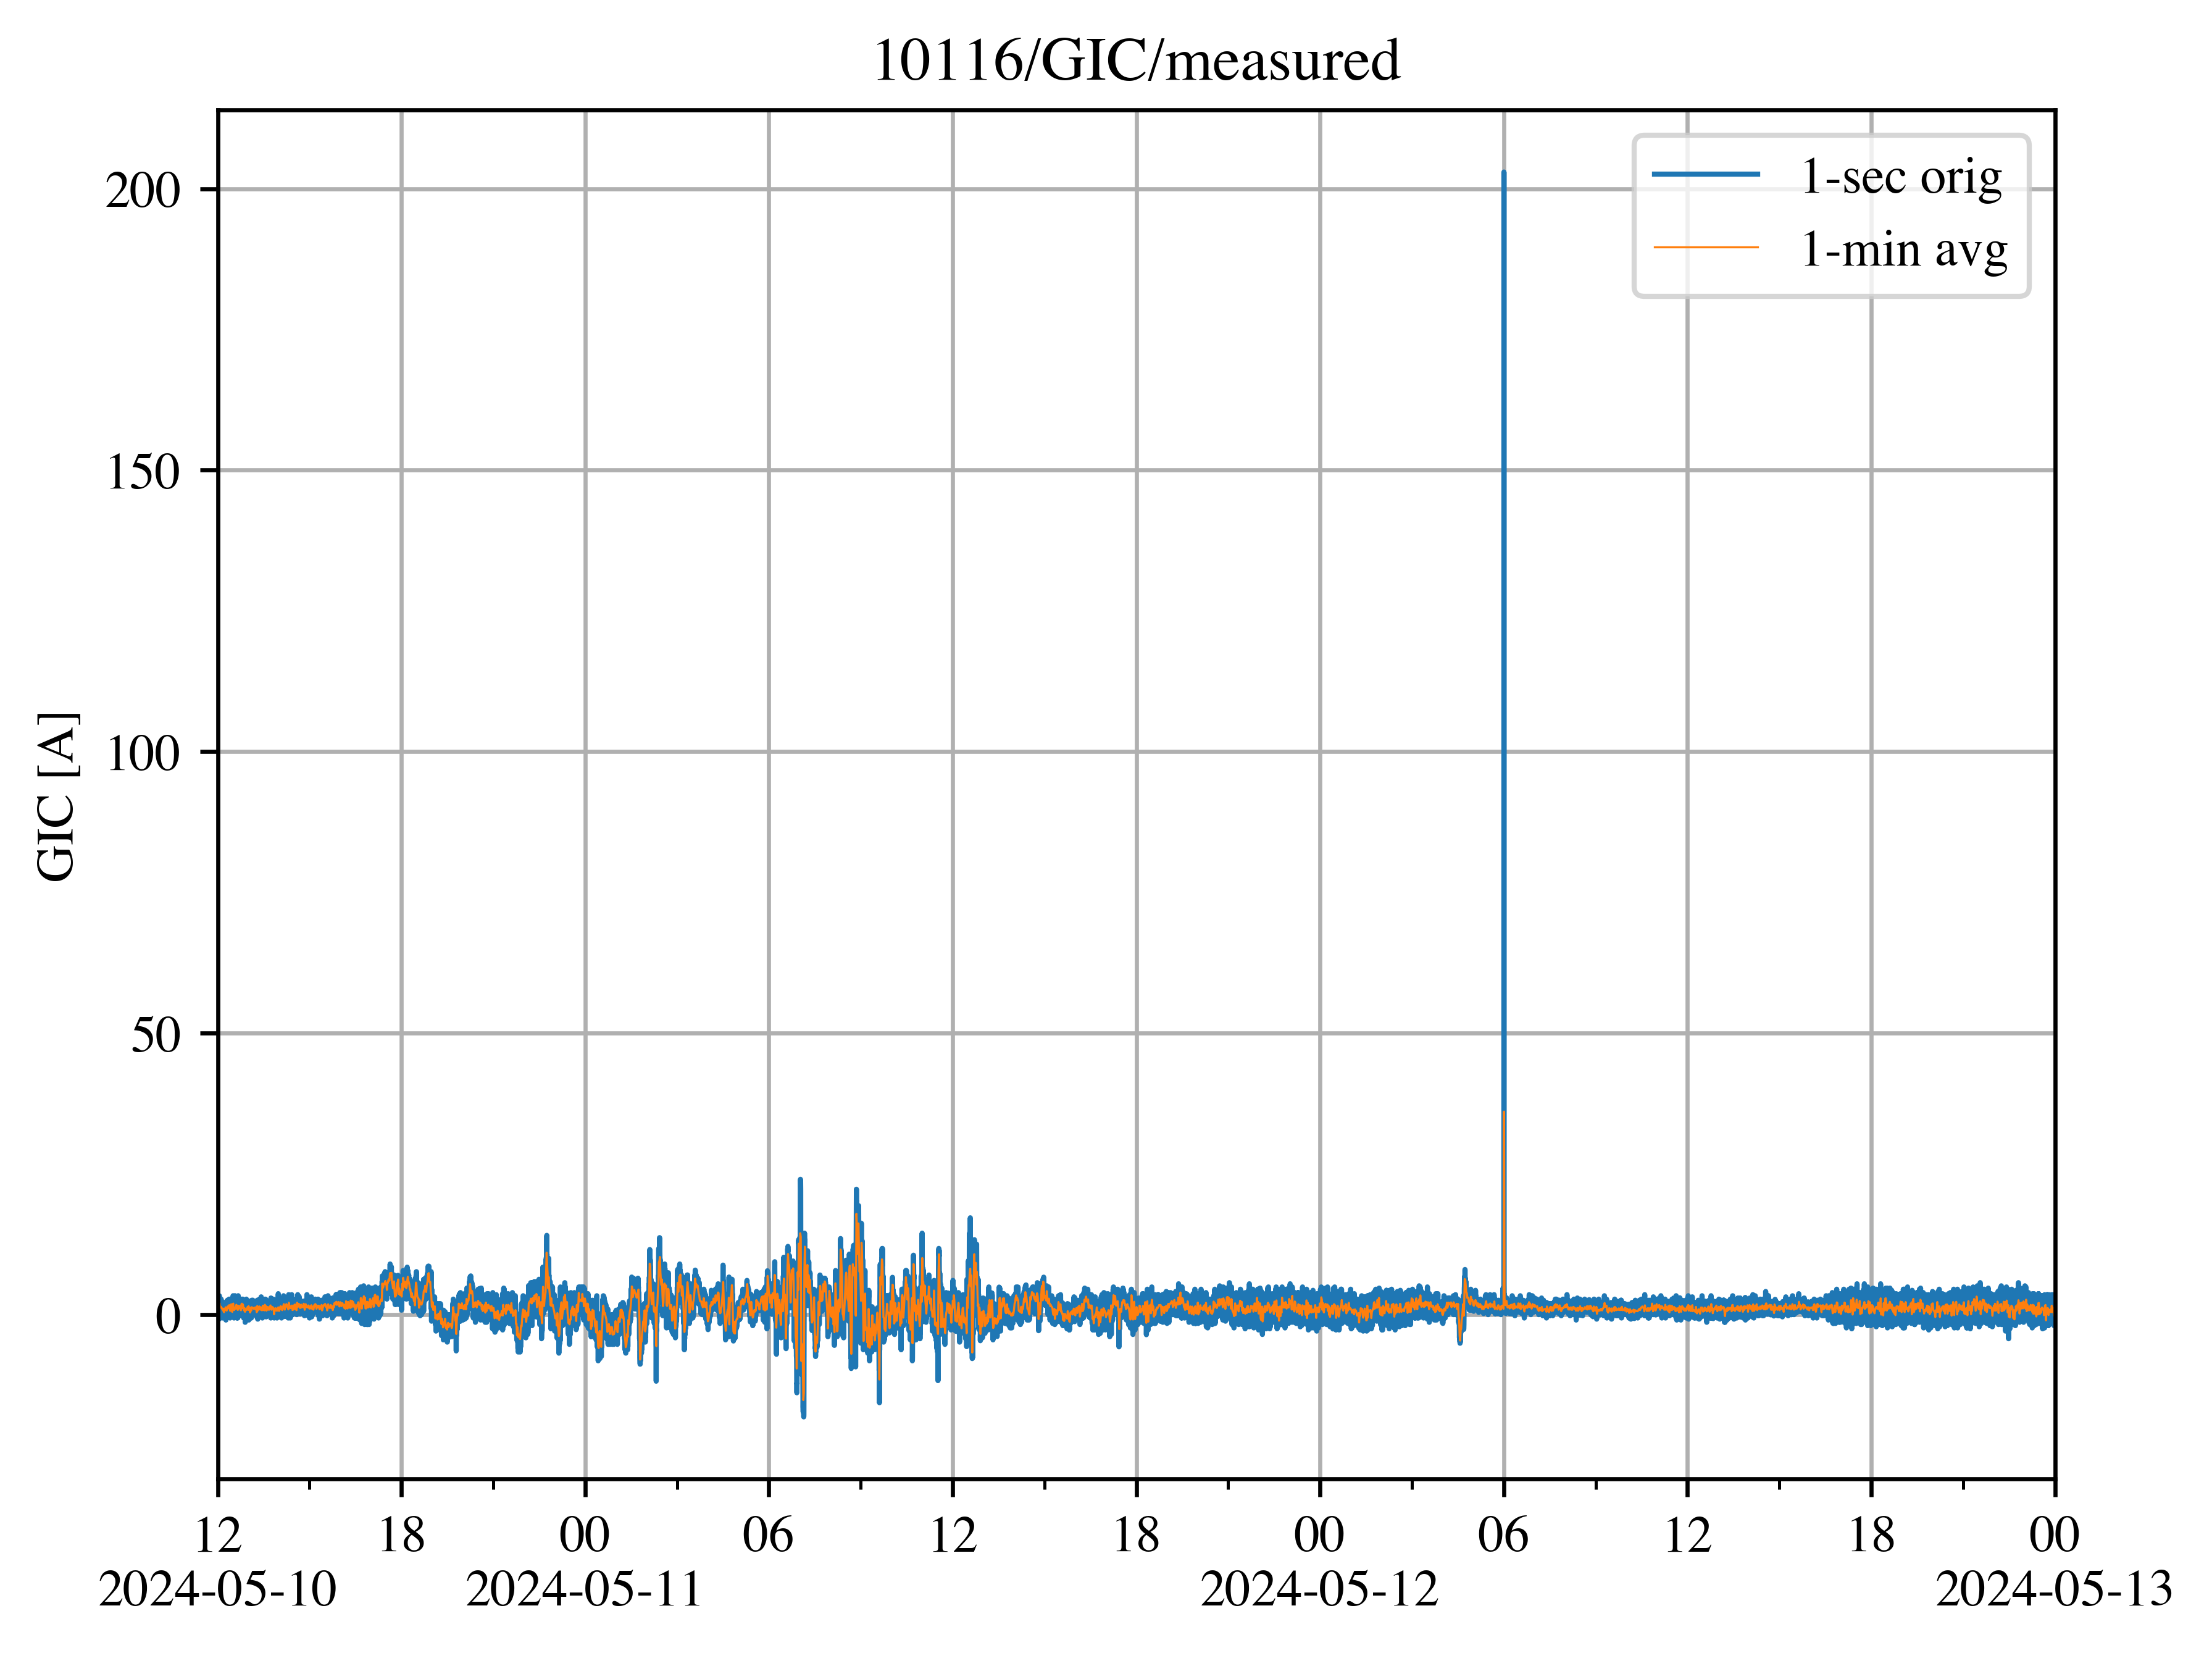 10116/GIC/measured
1-sec orig
1-min avg
GIC [A]
200
150
100
50
0
12 18 00 06 12 18 00 06 12 18 00
2024-05-10 2024-05-11 2024-05-12 2024-05-13